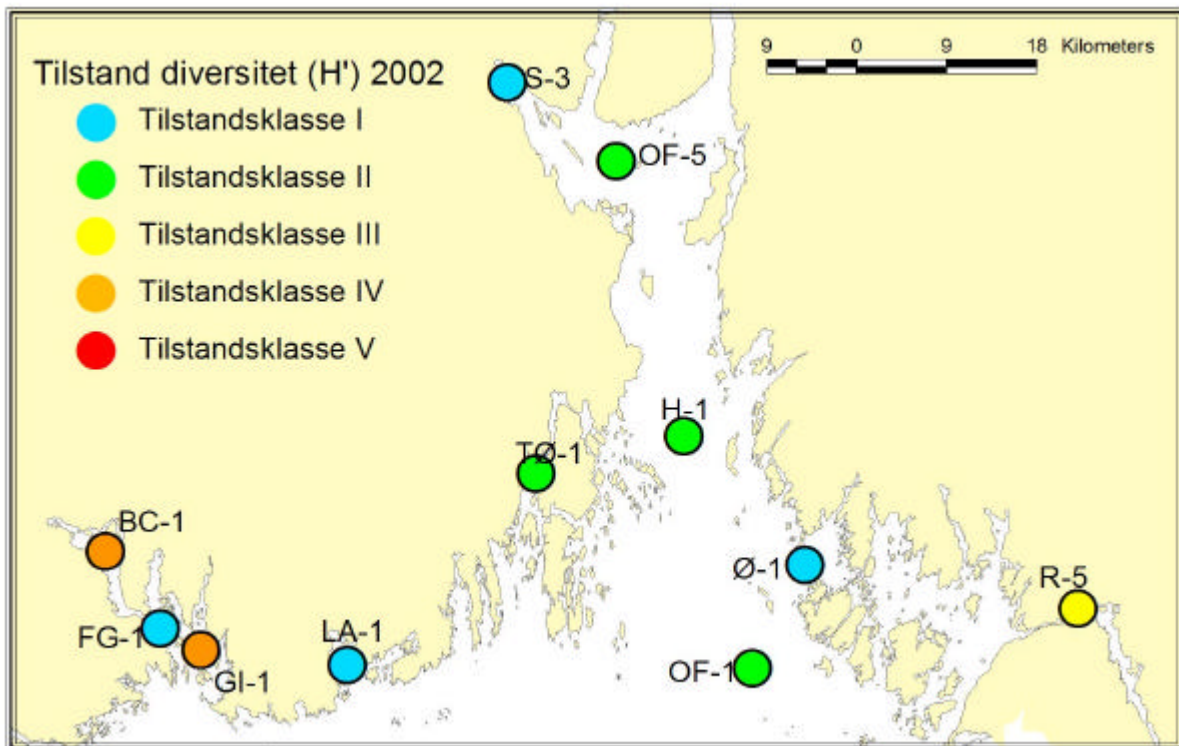 9 0 9 18 Kilometers
Tilstand diversitet (H') 2002
Tilstandsklasse I
Tilstandsklasse II
Tilstandsklasse III
Tilstandsklasse IV
Tilstandsklasse V
S-3
OF-5
H-1
TØ-1
BC-1
Ø-1
R-5
FG-1
LA-1
GI-1
OF-1